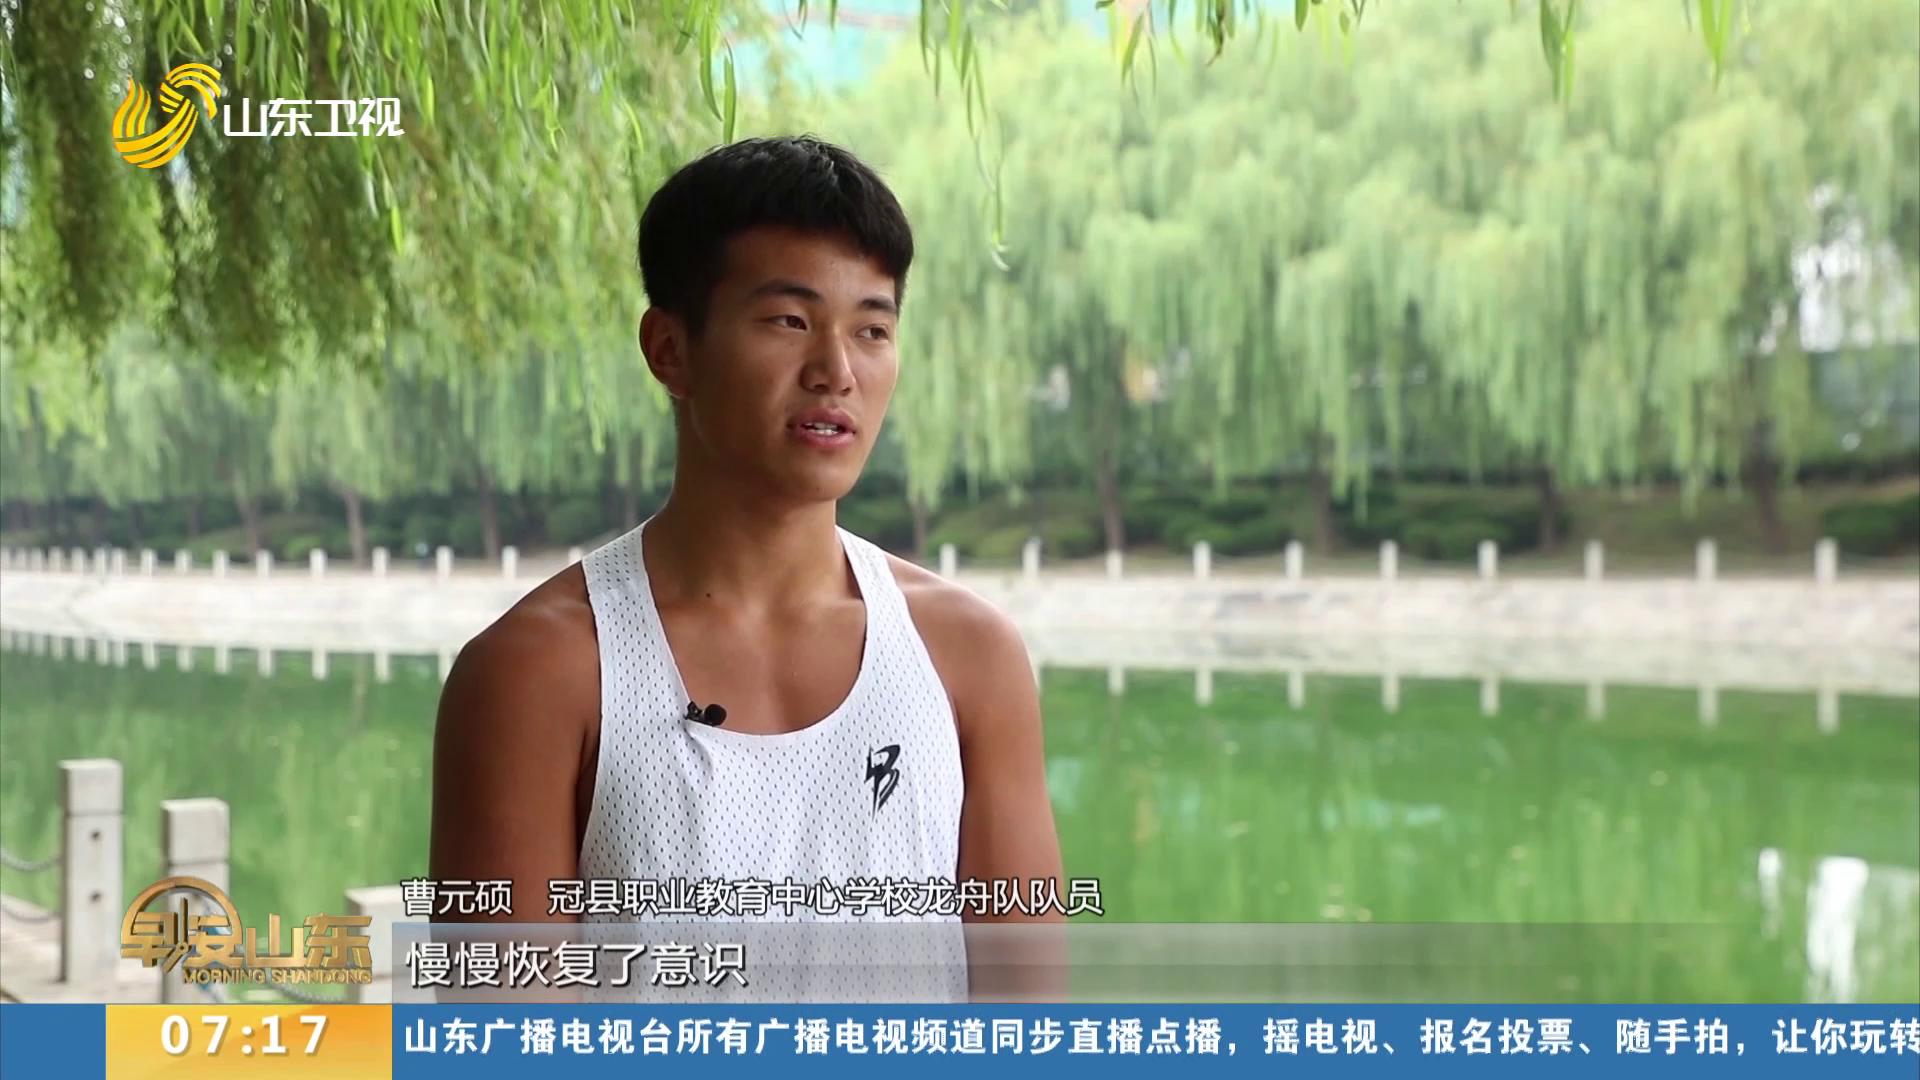 山东卫视
曹元硕 冠县职业教育中心学校龙舟队队员
早安山东
MORNING SHANDONG
慢慢恢复了意识
07:17
山东广播电视台所有广播电视频道同步直播点播，摇电视、报名投票、随手拍，让你玩转